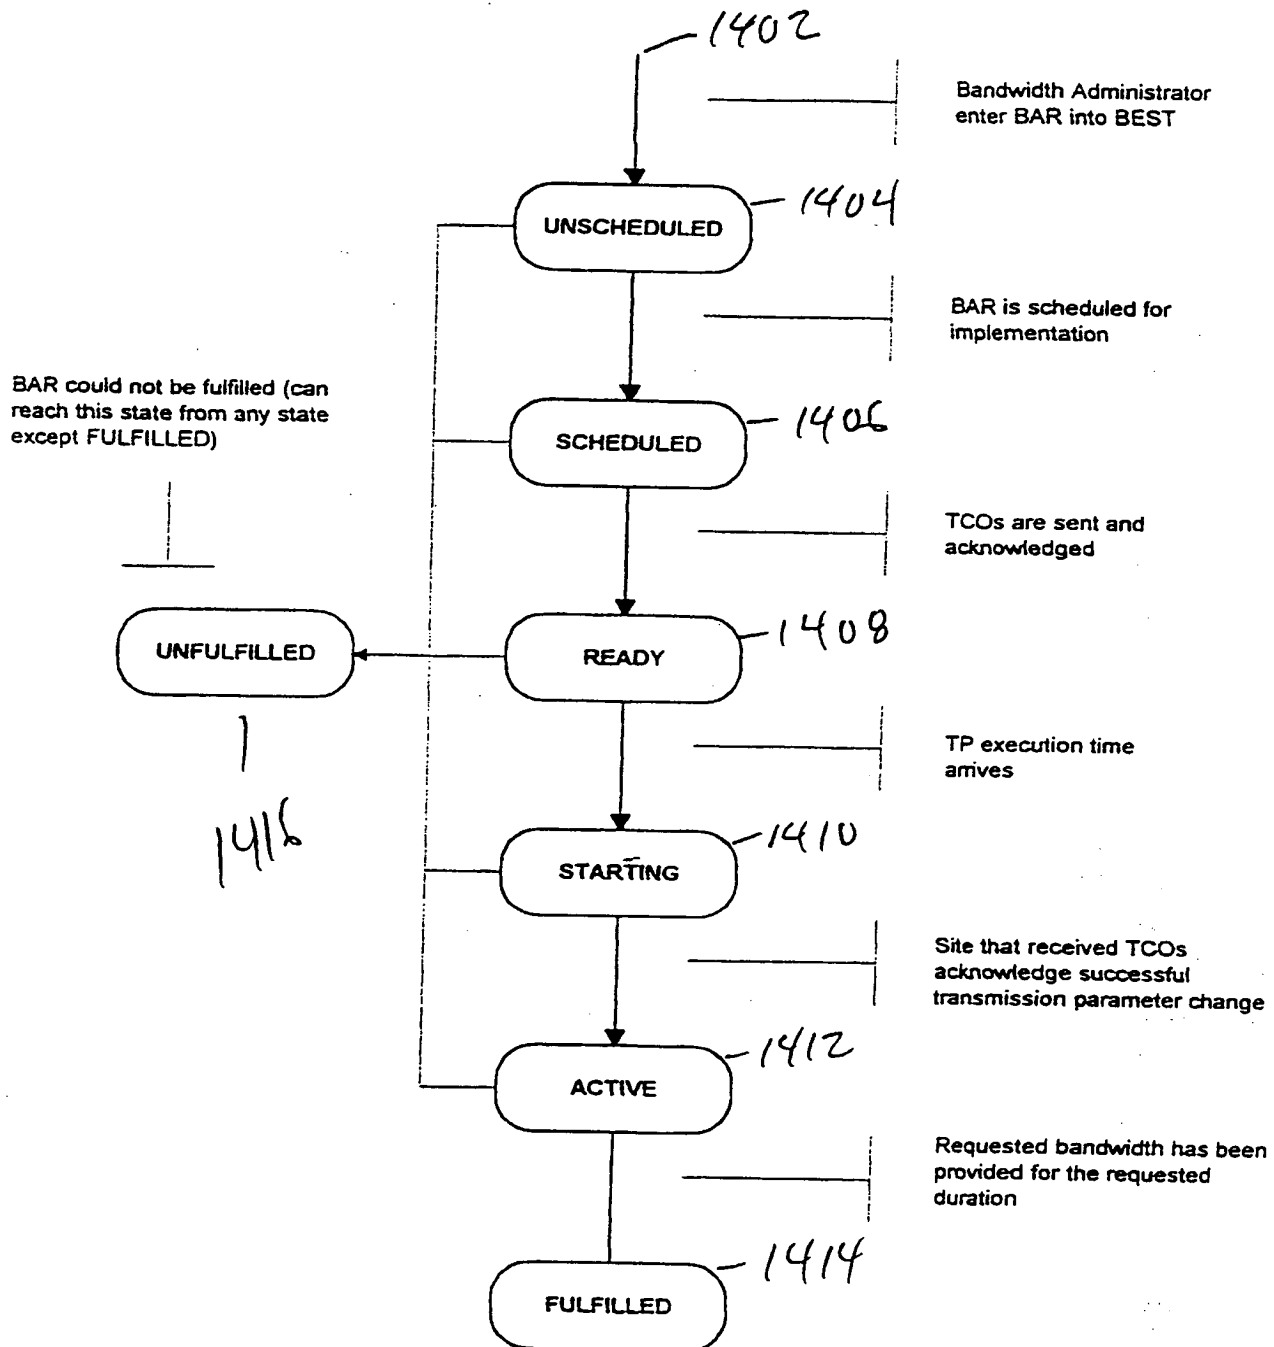 1402
Bandwidth Administrator
enter BAR into BEST
UNSCHEDULED
1404
BAR is scheduled for
implementation
BAR could not be fulfilled (can
reach this state from any state
except FULFILLED)
SCHEDULED
1406
TCOs are sent and
acknowledged
UNFULFILLED
1416
READY
1408
TP execution time
arrives
STARTING
1410
Site that received TCOs
acknowledge successful
transmission parameter change
ACTIVE
1412
Requested bandwidth has been
provided for the requested
duration
FULFILLED
1414